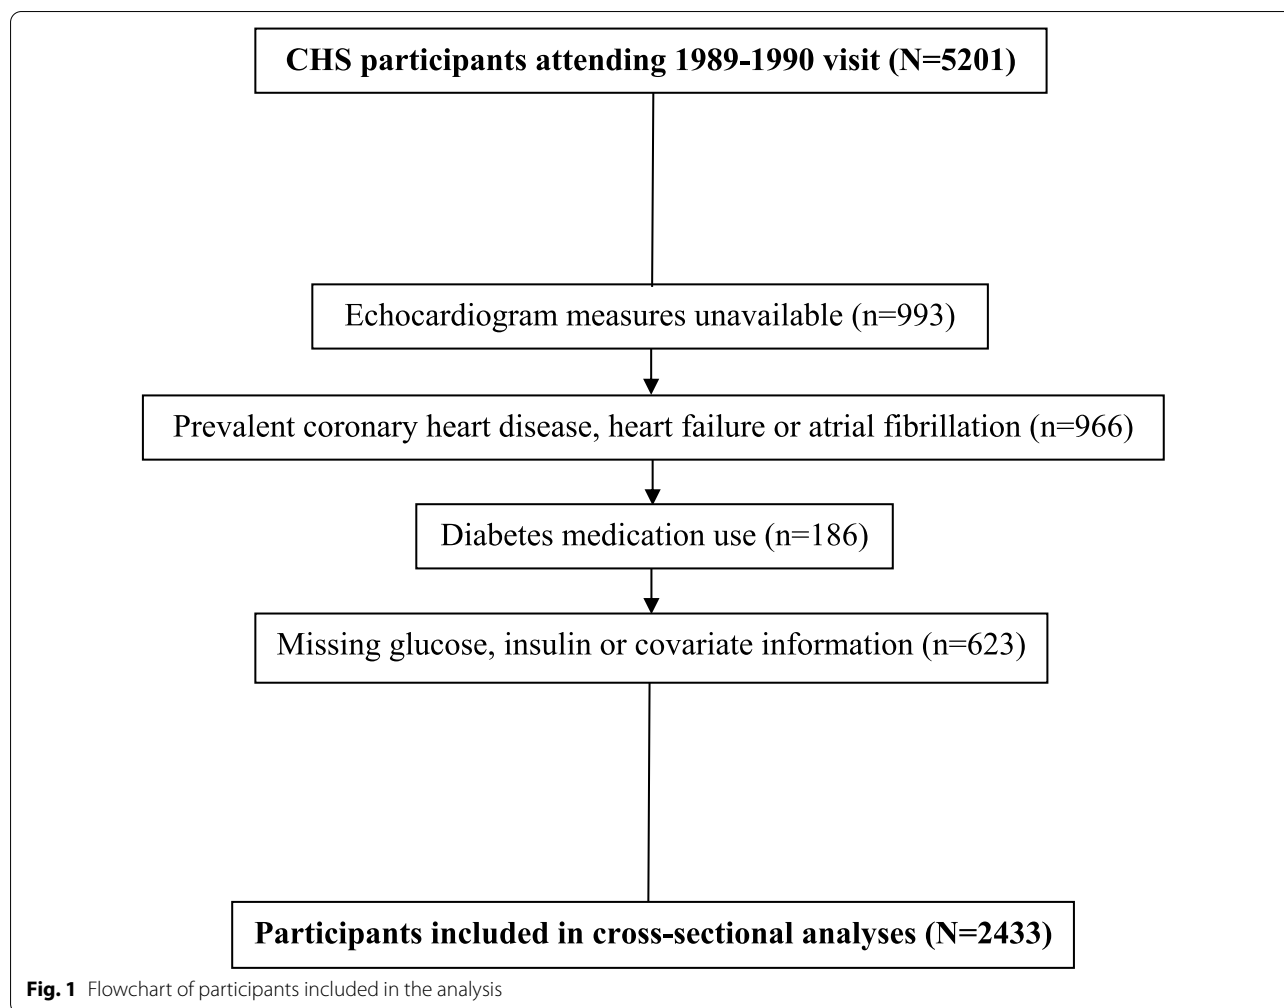 CHS participants attending 1989-1990 visit (N=5201)
Echocardiogram measures unavailable (n=993)
Prevalent coronary heart disease, heart failure or atrial fibrillation (n=966)
Diabetes medication use (n=186)
Missing glucose, insulin or covariate information (n=623)
Participants included in cross-sectional analyses (N=2433)
Fig. 1 Flowchart of participants included in the analysis